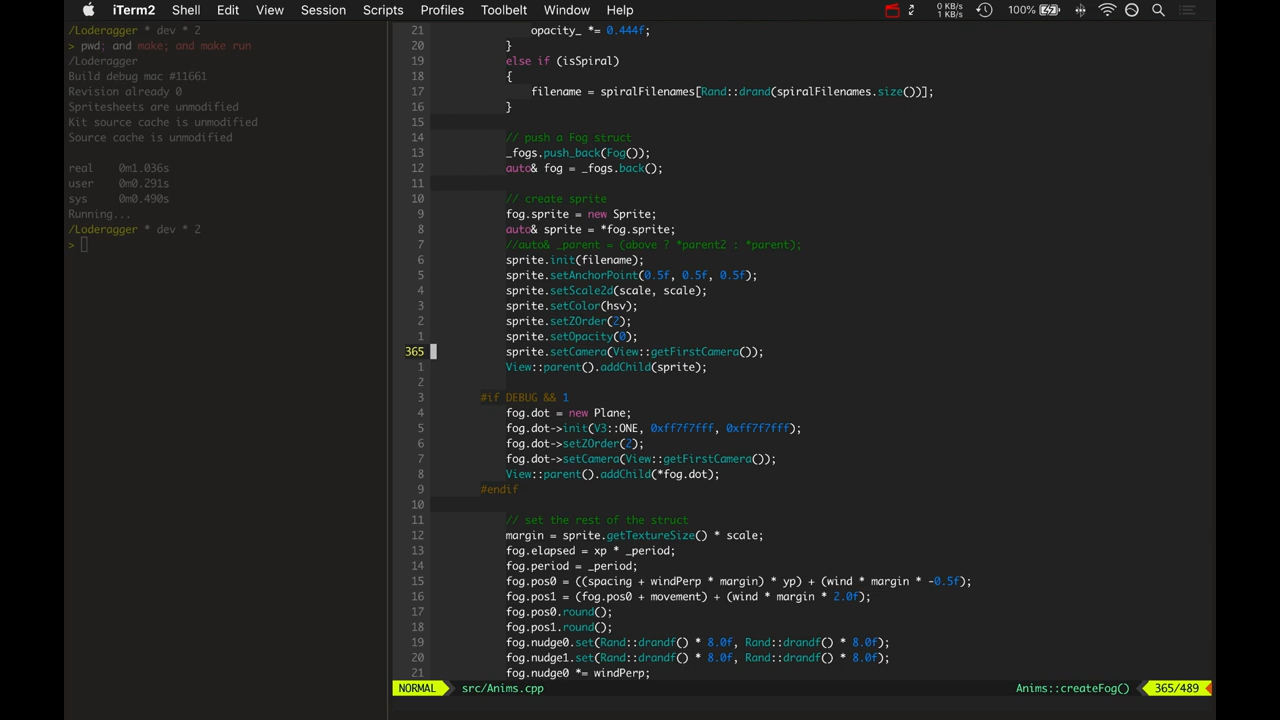 iTerm2 Shell Edit View Session Scripts Profiles Toolbelt Window Help 0 KB/s 1 KB/s 100%
/Loderagger * dev * 2
> pwd; and make; and make run
/Loderagger
Build debug mac #11661
Revision already 0
Spritesheets are unmodified
Kit source cache is unmodified
Source cache is unmodified
real 0m1.036s
user 0m0.291s
sys 0m0.490s
Running...
/Loderagger * dev * 2
>
21 opacity_ *= 0.444f;
20 }
19 else if (isSpiral)
18 {
17 filename = spiralFilenames[Rand::drand(spiralFilenames.size())];
16 }
15
14 // push a Fog struct
13 _fogs.push_back(Fog());
12 auto& fog = _fogs.back();
11
10 // create sprite
9 fog.sprite = new Sprite;
8 auto& sprite = *fog.sprite;
7 //auto& _parent = (above ? *parent2 : *parent);
6 sprite.init(filename);
5 sprite.setAnchorPoint(0.5f, 0.5f, 0.5f);
4 sprite.setScale2d(scale, scale);
3 sprite.setColor(hsv);
2 sprite.setZOrder(2);
1 sprite.setOpacity(0);
365 sprite.setCamera(View::getFirstCamera());
1 View::parent().addChild(sprite);
2
3 #if DEBUG && 1
4 fog.dot = new Plane;
5 fog.dot->init(V3::ONE, 0xff7f7fff, 0xff7f7fff);
6 fog.dot->setZOrder(2);
7 fog.dot->setCamera(View::getFirstCamera());
8 View::parent().addChild(*fog.dot);
9 #endif
10
11 // set the rest of the struct
12 margin = sprite.getTextureSize() * scale;
13 fog.elapsed = xp * _period;
14 fog.period = _period;
15 fog.pos0 = ((spacing + windPerp * margin) * yp) + (wind * margin * -0.5f);
16 fog.pos1 = (fog.pos0 + movement) + (wind * margin * 2.0f);
17 fog.pos0.round();
18 fog.pos1.round();
19 fog.nudge0.set(Rand::drandf() * 8.0f, Rand::drandf() * 8.0f);
20 fog.nudge1.set(Rand::drandf() * 8.0f, Rand::drandf() * 8.0f);
21 fog.nudge0 *= windPerp;
NORMAL src/Anims.cpp Anims::createFog() 365/489